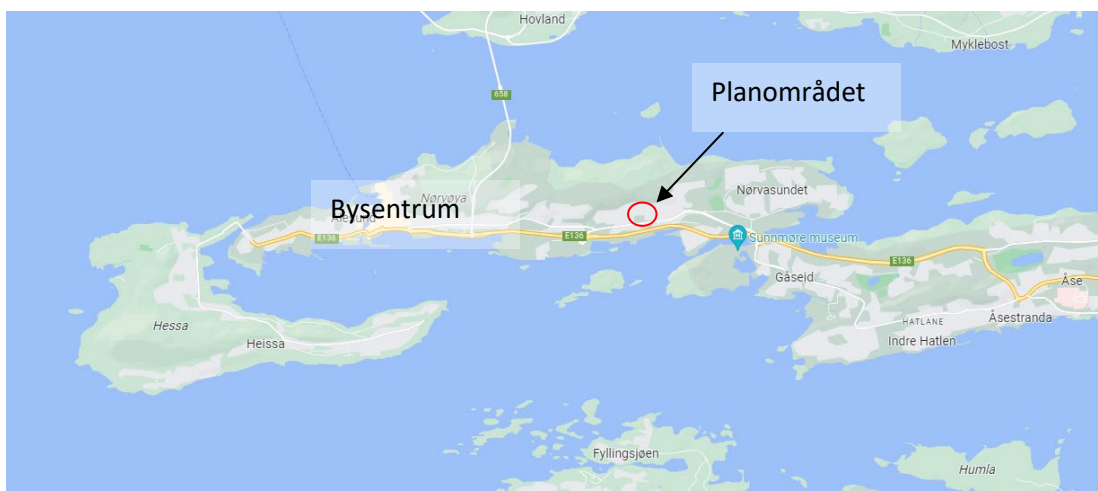 Hovland
Myklebost
658
Planområdet
Nørvøya
Nørvasundet
Bysentrum
Ålesund
E136
E136
Sunnmøre museum
E136
Gåseid
Åse
Hessa
Heissa
HATLANE
Åsestranda
Indre Hatlen
Fyllingsjøen
Humla